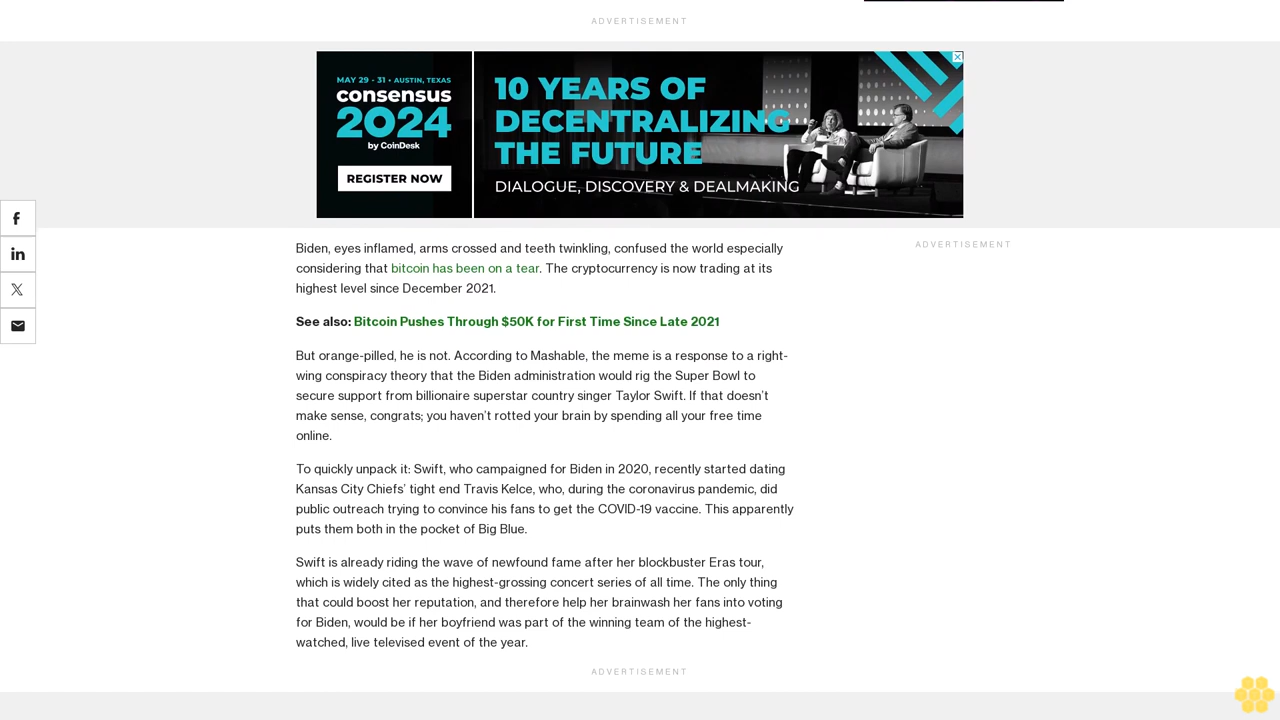 ADVERTISEMENT
MAY 29 - 31 • AUSTIN, TEXAS
consensus
2024
by CoinDesk
REGISTER NOW
10 YEARS OF
DECENTRALIZING
THE FUTURE
DIALOGUE, DISCOVERY & DEALMAKING
Biden, eyes inflamed, arms crossed and teeth twinkling, confused the world especially
considering that bitcoin has been on a tear. The cryptocurrency is now trading at its
highest level since December 2021.
ADVERTISEMENT
See also: Bitcoin Pushes Through $50K for First Time Since Late 2021
But orange-pilled, he is not. According to Mashable, the meme is a response to a right-
wing conspiracy theory that the Biden administration would rig the Super Bowl to
secure support from billionaire superstar country singer Taylor Swift. If that doesn’t
make sense, congrats; you haven’t rotted your brain by spending all your free time
online.
To quickly unpack it: Swift, who campaigned for Biden in 2020, recently started dating
Kansas City Chiefs’ tight end Travis Kelce, who, during the coronavirus pandemic, did
public outreach trying to convince his fans to get the COVID-19 vaccine. This apparently
puts them both in the pocket of Big Blue.
Swift is already riding the wave of newfound fame after her blockbuster Eras tour,
which is widely cited as the highest-grossing concert series of all time. The only thing
that could boost her reputation, and therefore help her brainwash her fans into voting
for Biden, would be if her boyfriend was part of the winning team of the highest-
watched, live televised event of the year.
ADVERTISEMENT